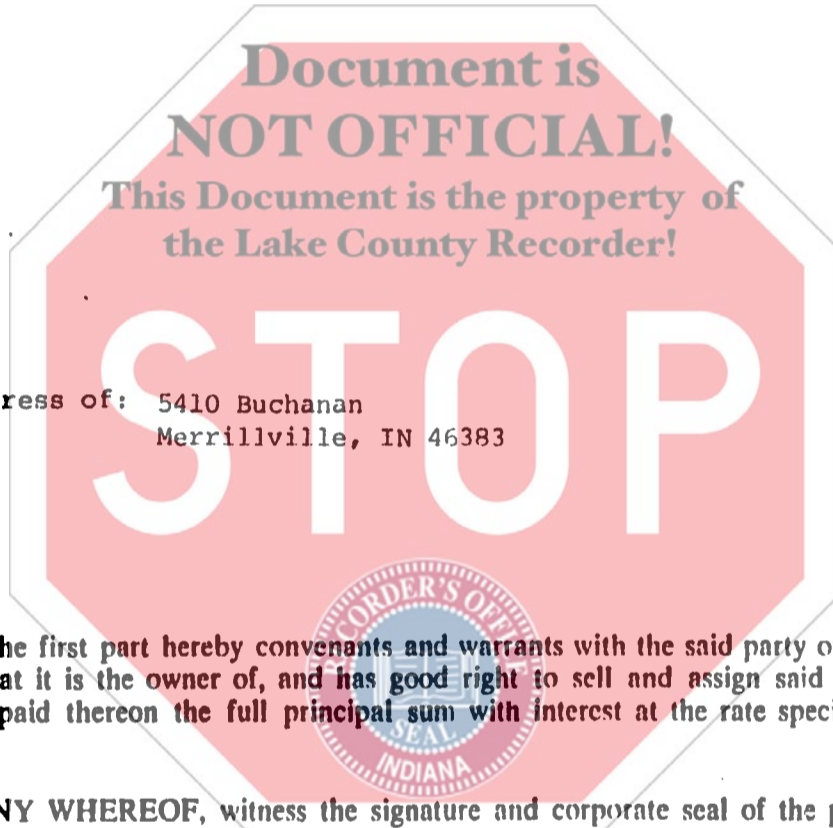 Document is
NOT OFFICIAL!
This Document is the property of
the Lake County Recorder!
STOP
ress of: 5410 Buchanan
Merrillville, IN 46383
RECORDER'S OFFICE
he first part hereby convenants and warrants with the said party o
at it is the owner of, and has good right to sell and assign said
paid thereon the full principal sum with interest at the rate speci
SEAL
INDIANA
NY WHEREOF, witness the signature and corporate seal of the p